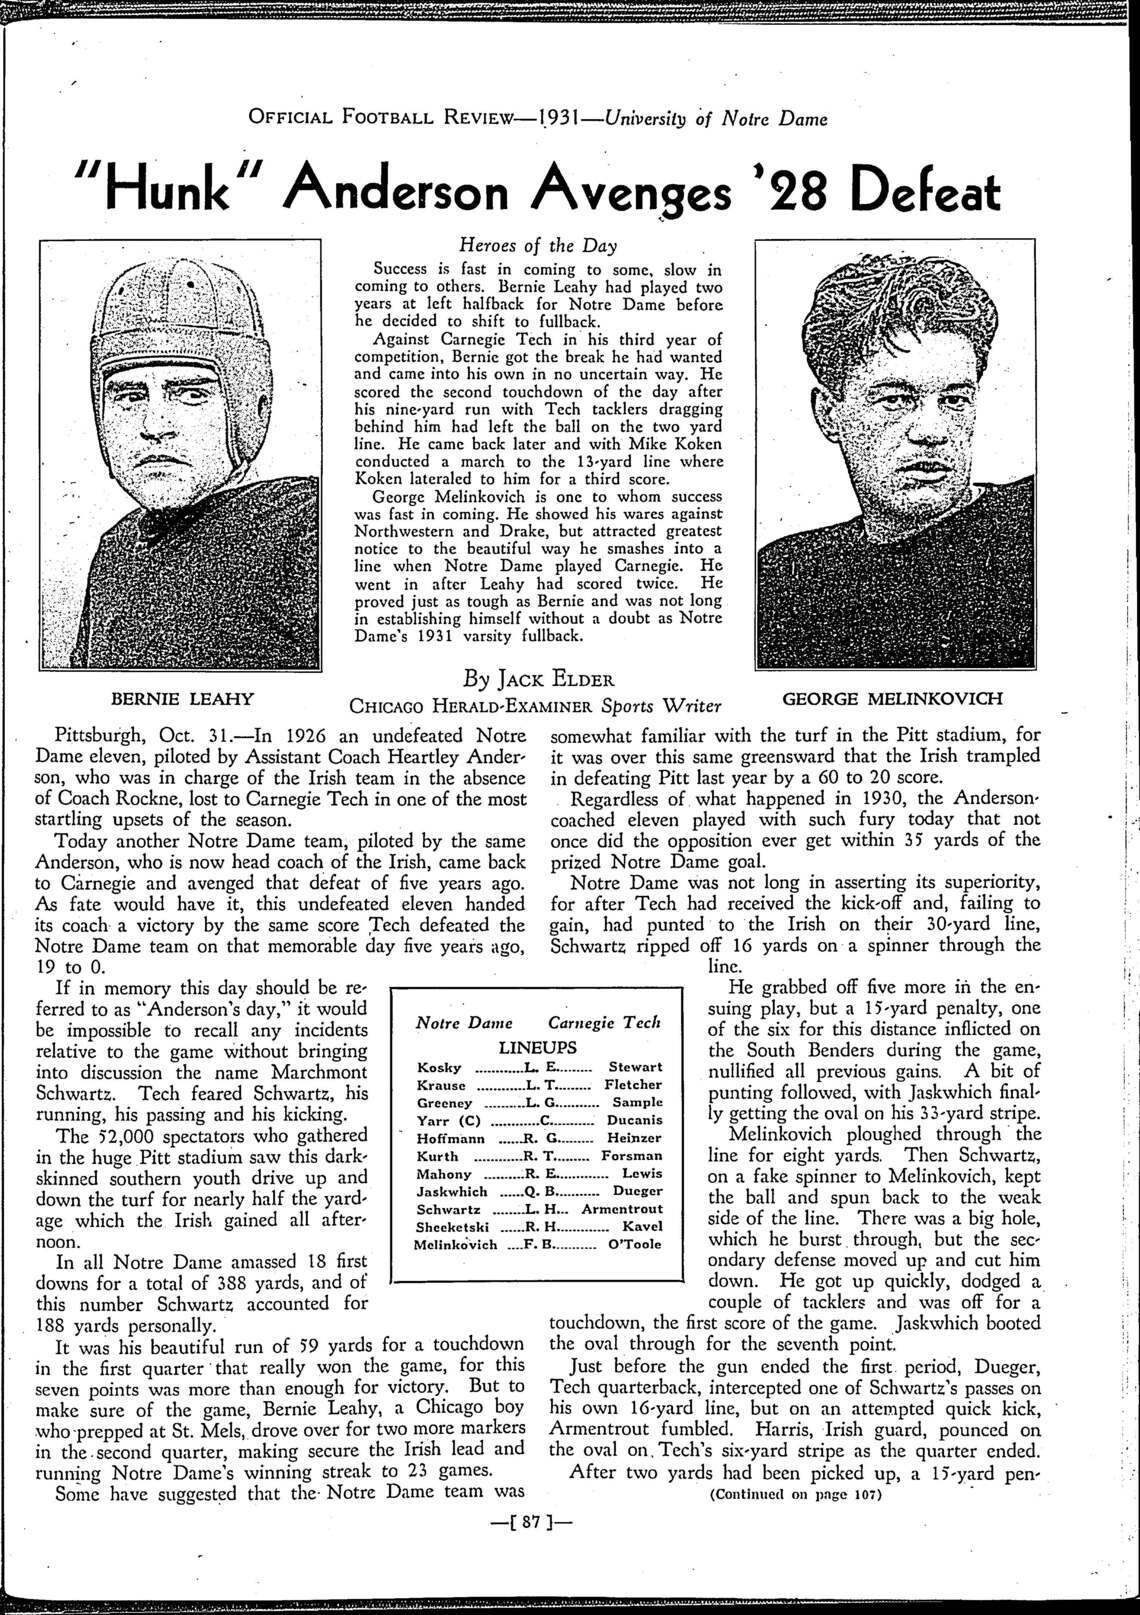 OFFICIAL FOOTBALL REVIEW—1931—University of Notre Dame
"Hunk" Anderson Avenges '28 Defeat
Heroes of the Day
Success is fast in coming to some, slow in
coming to others. Bernie Leahy had played two
years at left halfback for Notre Dame before
he decided to shift to fullback.
Against Carnegie Tech in his third year of
competition, Bernie got the break he had wanted
and came into his own in no uncertain way. He
scored the second touchdown of the day after
his nine-yard run with Tech tacklers dragging
behind him had left the ball on the two yard
line. He came back later and with Mike Koken
conducted a march to the 13-yard line where
Koken lateraled to him for a third score.
George Melinkovich is one to whom success
was fast in coming. He showed his wares against
Northwestern and Drake, but attracted greatest
notice to the beautiful way he smashes into a
line when Notre Dame played Carnegie. He
went in after Leahy had scored twice. He
proved just as tough as Bernie and was not long
in establishing himself without a doubt as Notre
Dame's 1931 varsity fullback.
By JACK ELDER
CHICAGO HERALD-EXAMINER Sports Writer
BERNIE LEAHY
GEORGE MELINKOVICH
Pittsburgh, Oct. 31.—In 1926 an undefeated Notre
Dame eleven, piloted by Assistant Coach Heartley Ander-
son, who was in charge of the Irish team in the absence
of Coach Rockne, lost to Carnegie Tech in one of the most
startling upsets of the season.
Today another Notre Dame team, piloted by the same
Anderson, who is now head coach of the Irish, came back
to Carnegie and avenged that defeat of five years ago.
As fate would have it, this undefeated eleven handed
its coach a victory by the same score Tech defeated the
Notre Dame team on that memorable day five years ago,
19 to 0.
If in memory this day should be re-
ferred to as "Anderson's day," it would
be impossible to recall any incidents
relative to the game without bringing
into discussion the name Marchmont
Schwartz. Tech feared Schwartz, his
running, his passing and his kicking.
The 52,000 spectators who gathered
in the huge Pitt stadium saw this dark-
skinned southern youth drive up and
down the turf for nearly half the yard-
age which the Irish gained all after-
noon.
In all Notre Dame amassed 18 first
downs for a total of 388 yards, and of
this number Schwartz accounted for
188 yards personally.
It was his beautiful run of 59 yards for a touchdown
in the first quarter that really won the game, for this
seven points was more than enough for victory. But to
make sure of the game, Bernie Leahy, a Chicago boy
who prepped at St. Mels, drove over for two more markers
in the second quarter, making secure the Irish lead and
running Notre Dame's winning streak to 23 games.
Some have suggested that the Notre Dame team was
Notre Dame Carnegie Tech
LINEUPS
Kosky ............L. E......... Stewart
Krause ............L. T......... Fletcher
Greeney ..........L. G........... Sample
Yarr (C) ............C........... Ducanis
Hoffmann ......R. G......... Heinzer
Kurth ............R. T......... Forsman
Mahony ..........R. E............. Lewis
Jaskwhich ......Q. B........... Dueger
Schwartz ........L. H... Armentrout
Sheeketski ......R. H............. Kavel
Melinkovich ....F. B........... O'Toole
somewhat familiar with the turf in the Pitt stadium, for
it was over this same greensward that the Irish trampled
in defeating Pitt last year by a 60 to 20 score.
Regardless of what happened in 1930, the Anderson-
coached eleven played with such fury today that not
once did the opposition ever get within 35 yards of the
prized Notre Dame goal.
Notre Dame was not long in asserting its superiority,
for after Tech had received the kick-off and, failing to
gain, had punted to the Irish on their 30-yard line,
Schwartz ripped off 16 yards on a spinner through the
line.
He grabbed off five more in the en-
suing play, but a 15-yard penalty, one
of the six for this distance inflicted on
the South Benders during the game,
nullified all previous gains. A bit of
punting followed, with Jaskwhich final-
ly getting the oval on his 33-yard stripe.
Melinkovich ploughed through the
line for eight yards. Then Schwartz,
on a fake spinner to Melinkovich, kept
the ball and spun back to the weak
side of the line. There was a big hole,
which he burst through, but the sec-
ondary defense moved up and cut him
down. He got up quickly, dodged a
couple of tacklers and was off for a
touchdown, the first score of the game. Jaskwhich booted
the oval through for the seventh point.
Just before the gun ended the first period, Dueger,
Tech quarterback, intercepted one of Schwartz's passes on
his own 16-yard line, but on an attempted quick kick,
Armentrout fumbled. Harris, Irish guard, pounced on
the oval on Tech's six-yard stripe as the quarter ended.
After two yards had been picked up, a 15-yard pen-
(Continued on page 107)
—[ 87 ]—